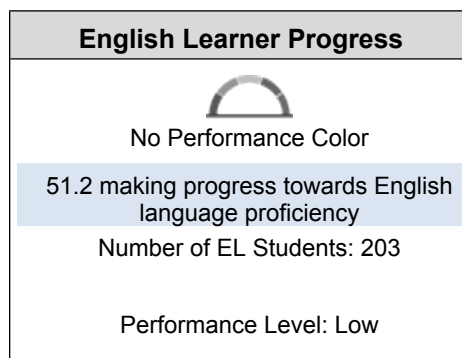 English Learner Progress
No Performance Color
51.2 making progress towards English
language proficiency
Number of EL Students: 203
Performance Level: Low